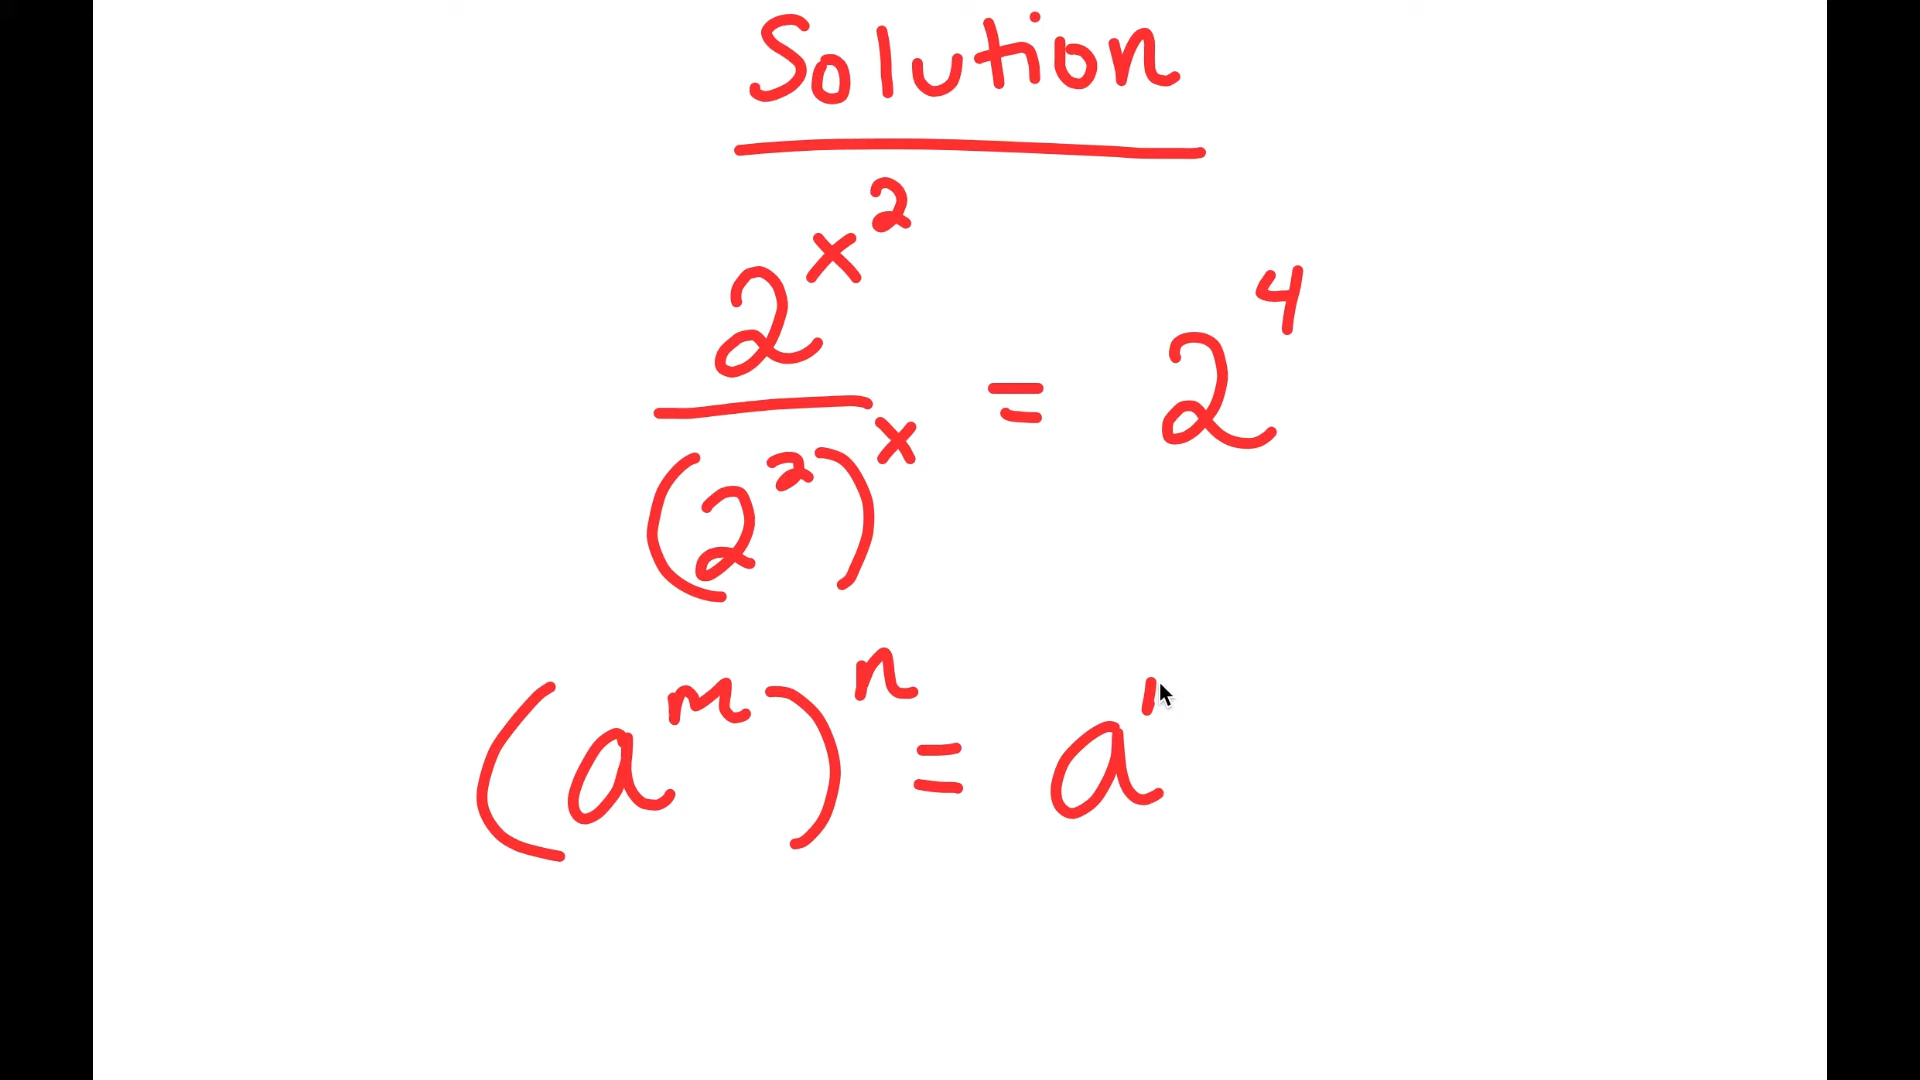 Solution
2^{x^2} / (2^2)^x = 2^4
(a^m)^n = a^